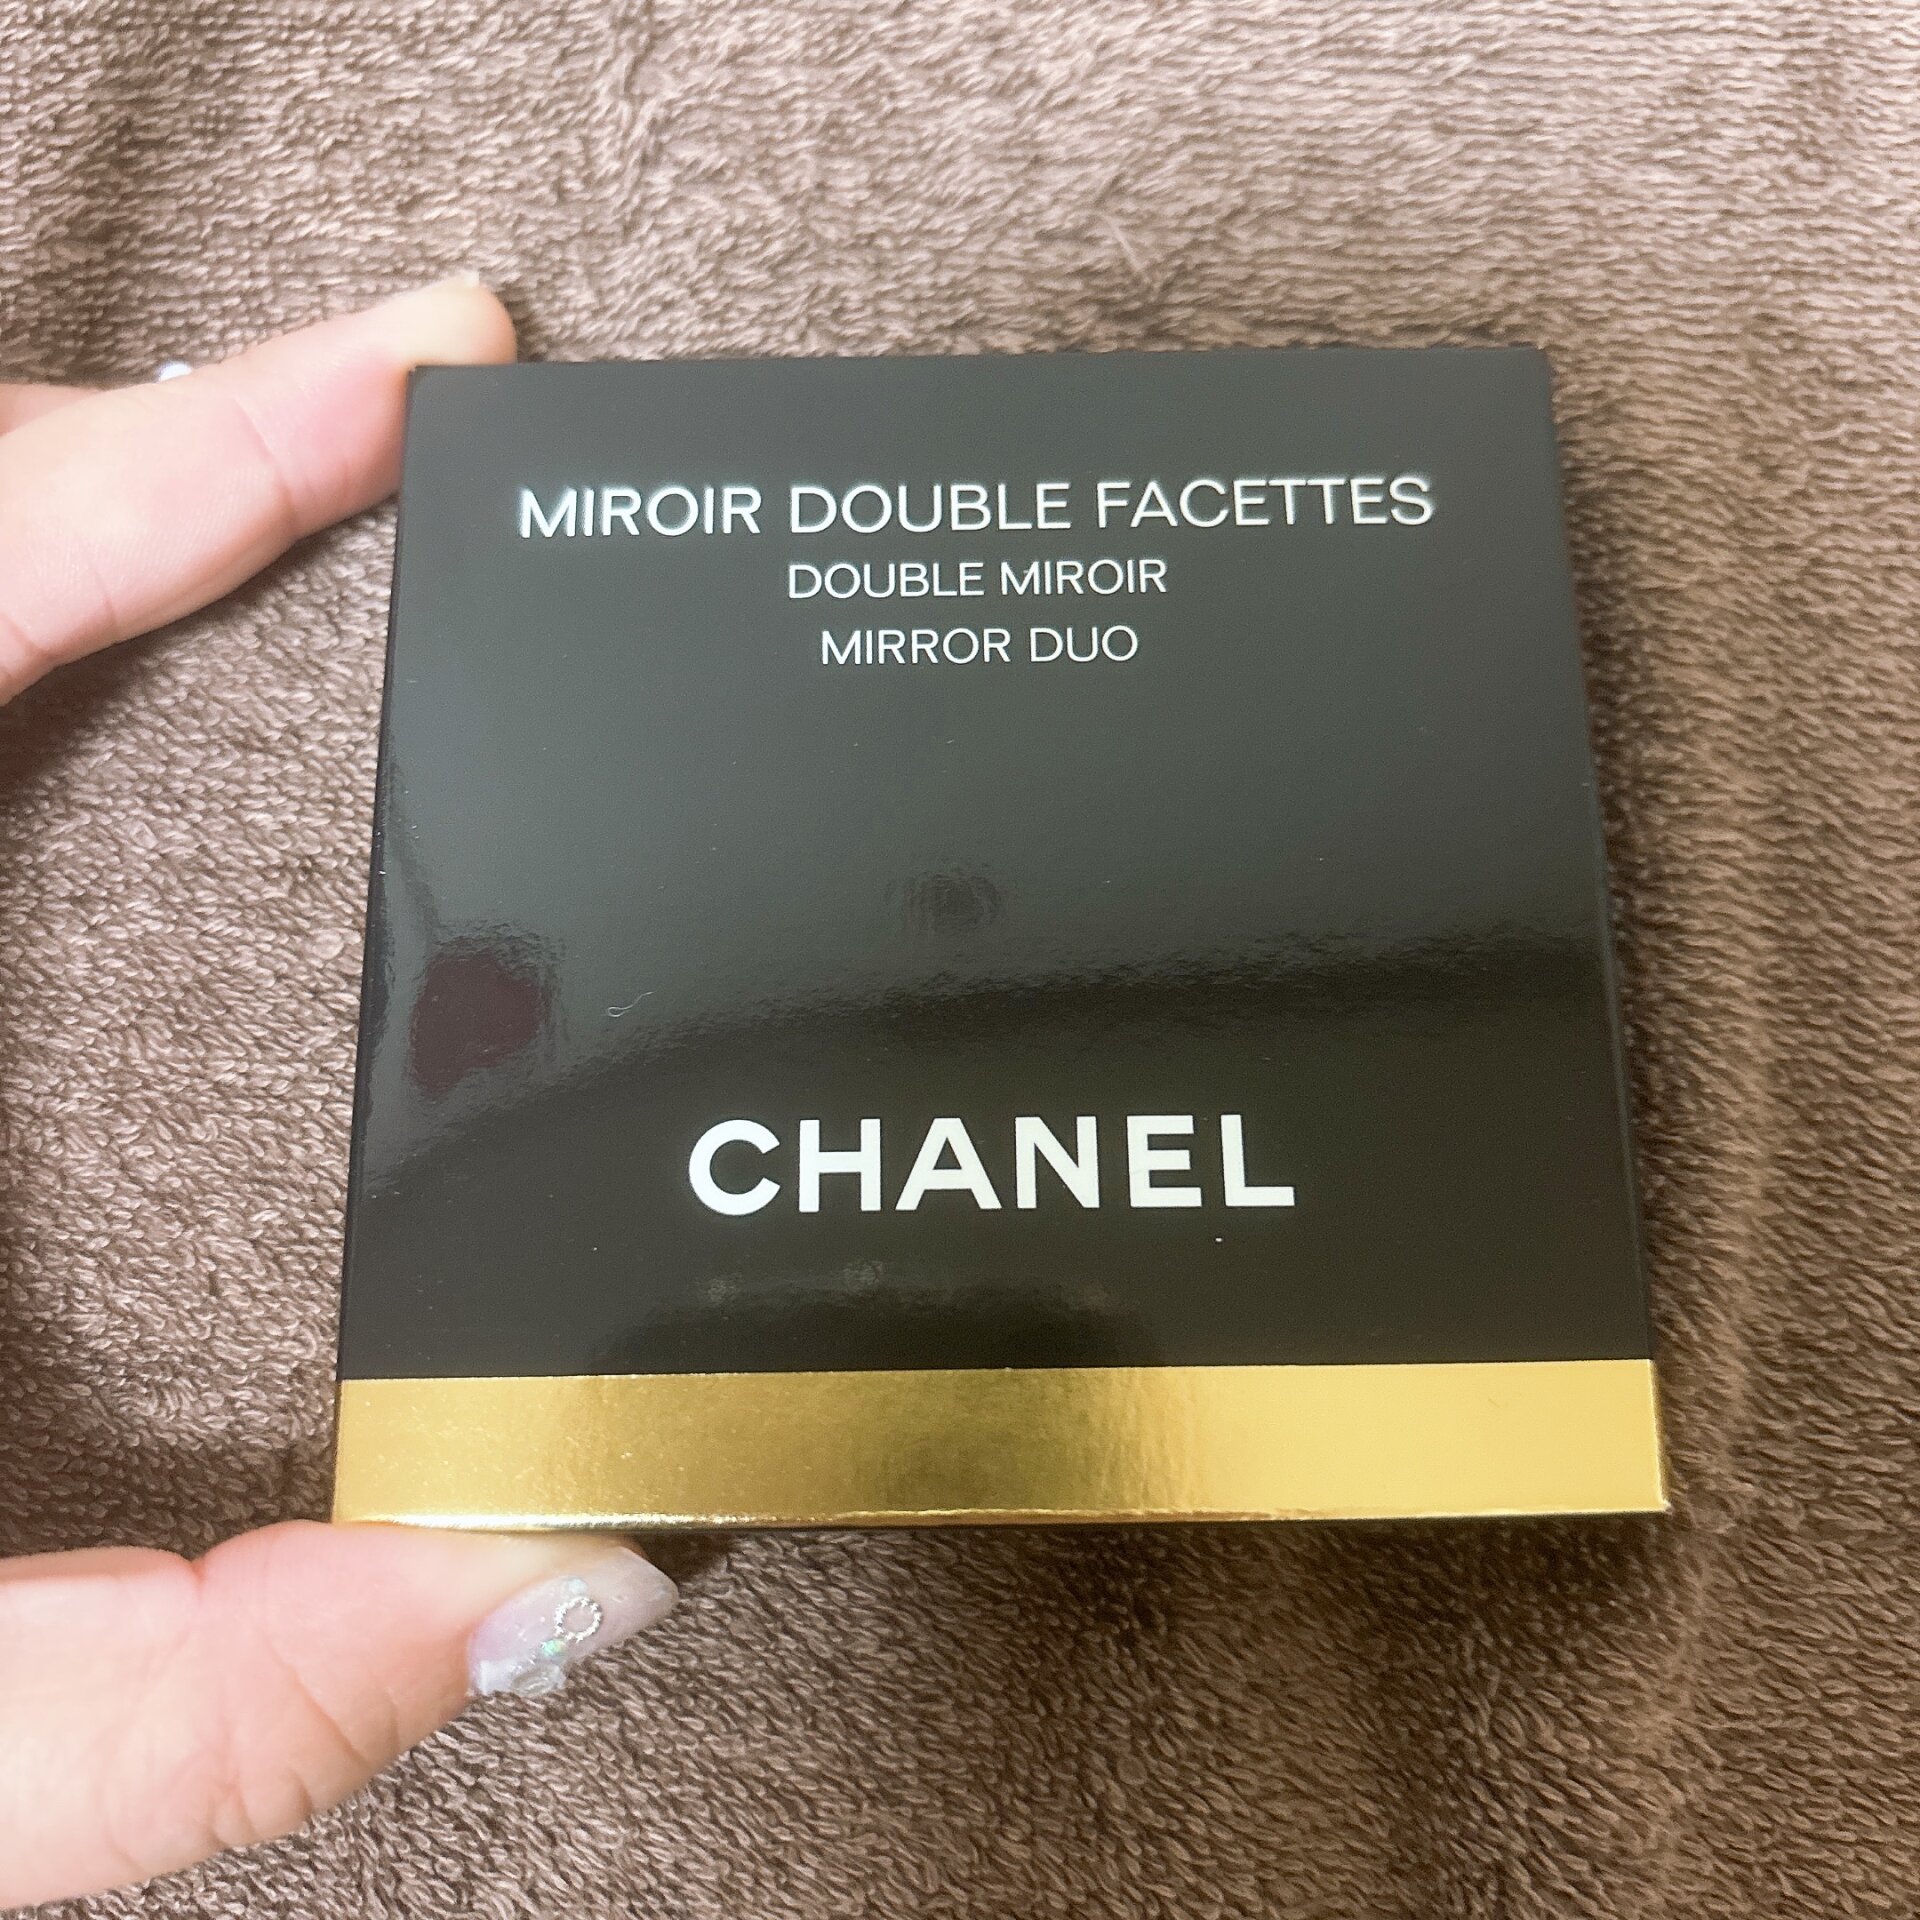 MIROIR DOUBLE FACETTES
DOUBLE MIROIR
MIRROR DUO
CHANEL